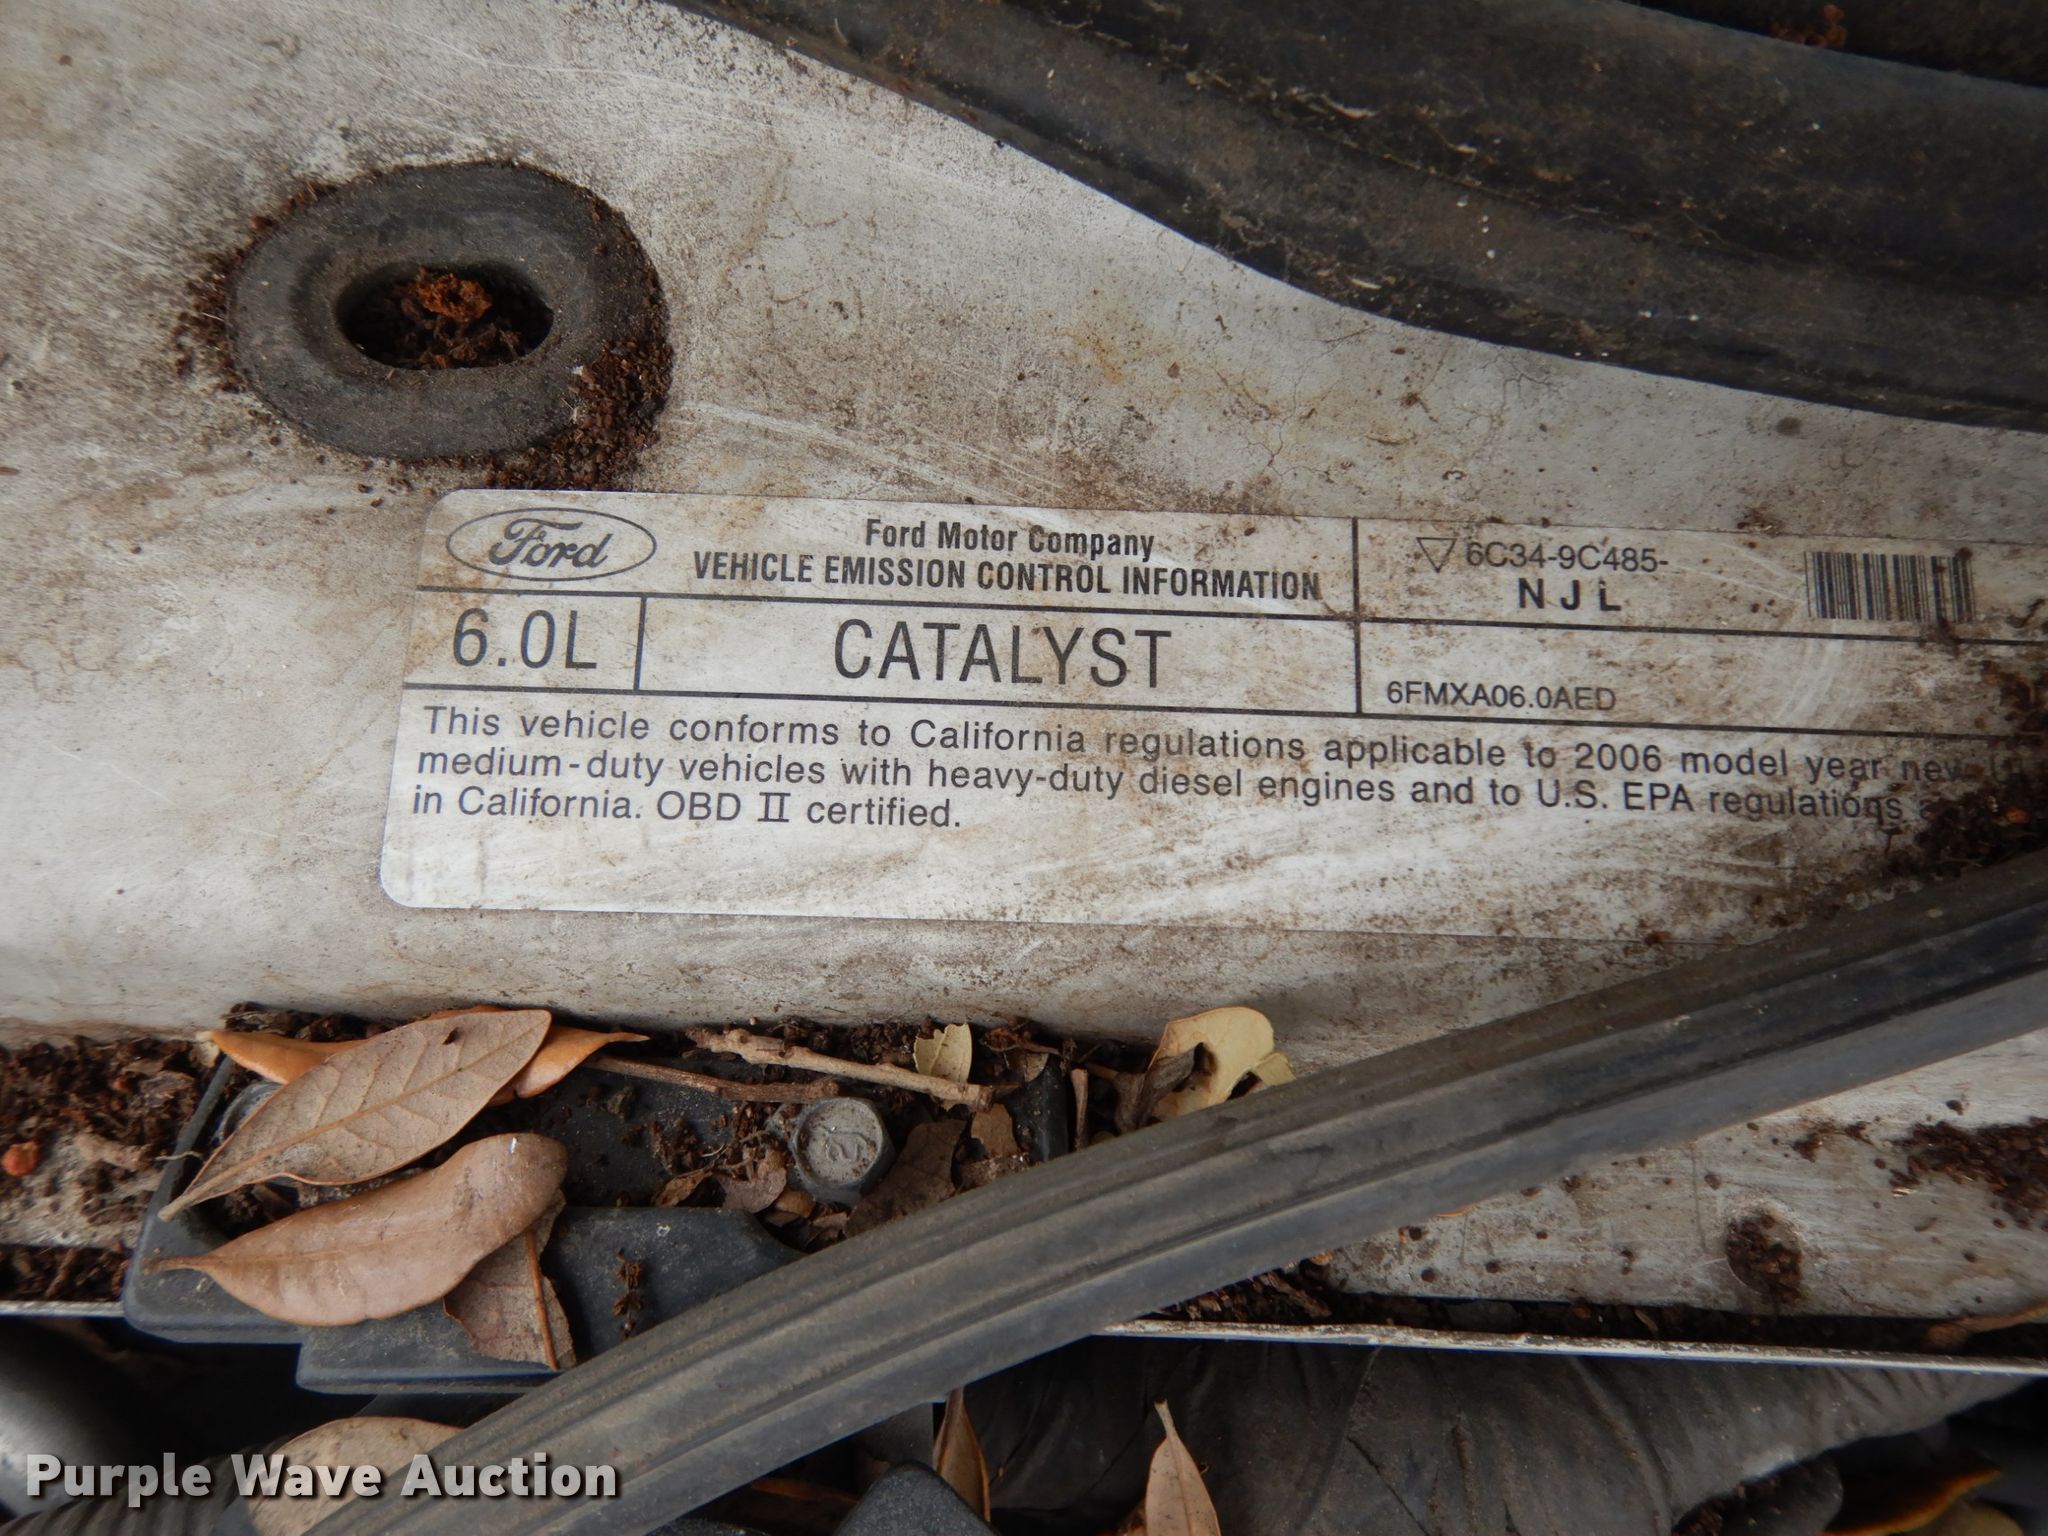 Ford
Ford Motor Company
VEHICLE EMISSION CONTROL INFORMATION
6C34-9C485-
NJL
6.0L
CATALYST
6FMXA06.0AED
This vehicle conforms to California regulations applicable to 2006 model year new
medium-duty vehicles with heavy-duty diesel engines and to U.S. EPA regulations
in California. OBD II certified.
Purple Wave Auction